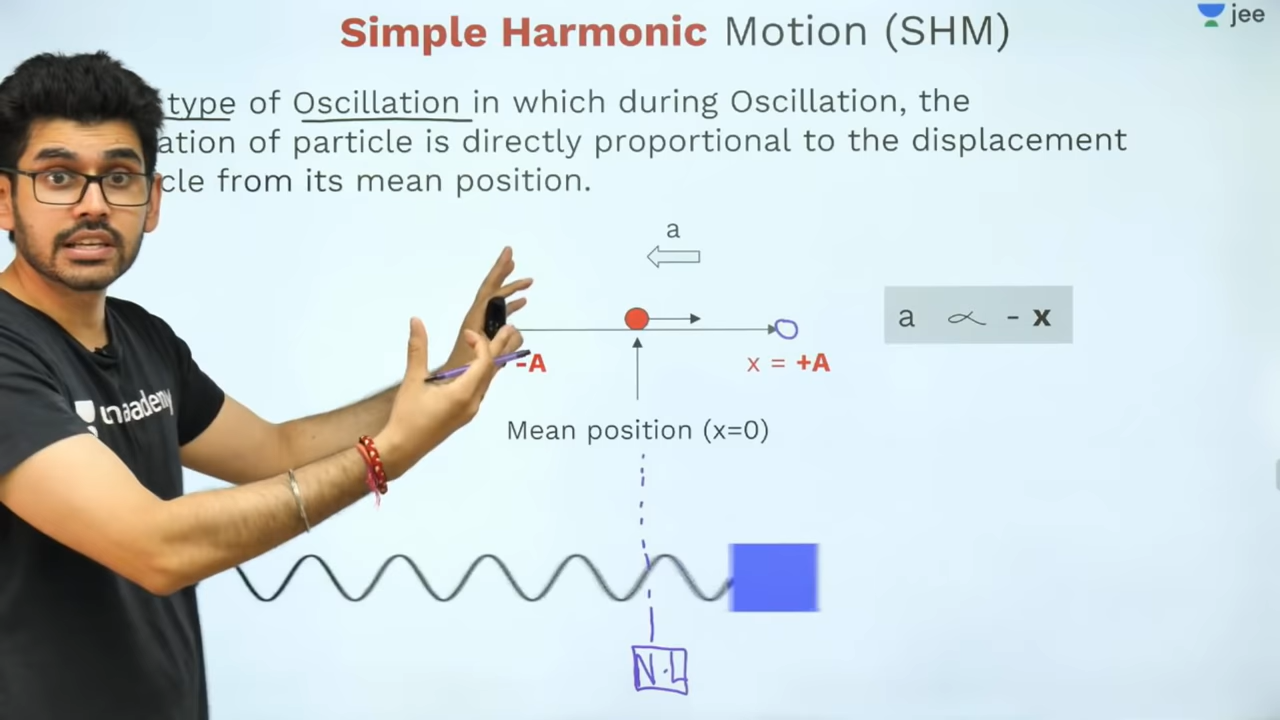 Simple Harmonic Motion (SHM)
jee
type of Oscillation in which during Oscillation, the
ation of particle is directly proportional to the displacement
cle from its mean position.
a
a ∝ - x
-A
x = +A
Mean position (x=0)
unacademy
N.L